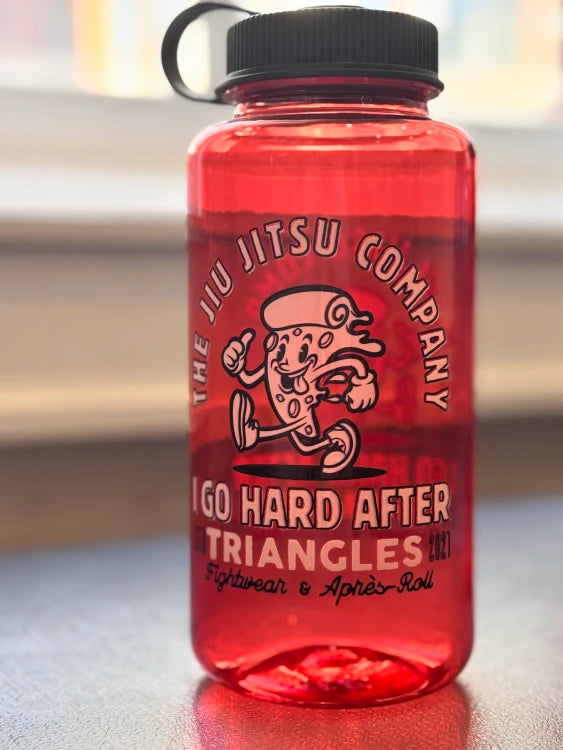 THE JIU JITSU COMPANY
I GO HARD AFTER
TRIANGLES 2021
Fightwear & Après-Roll